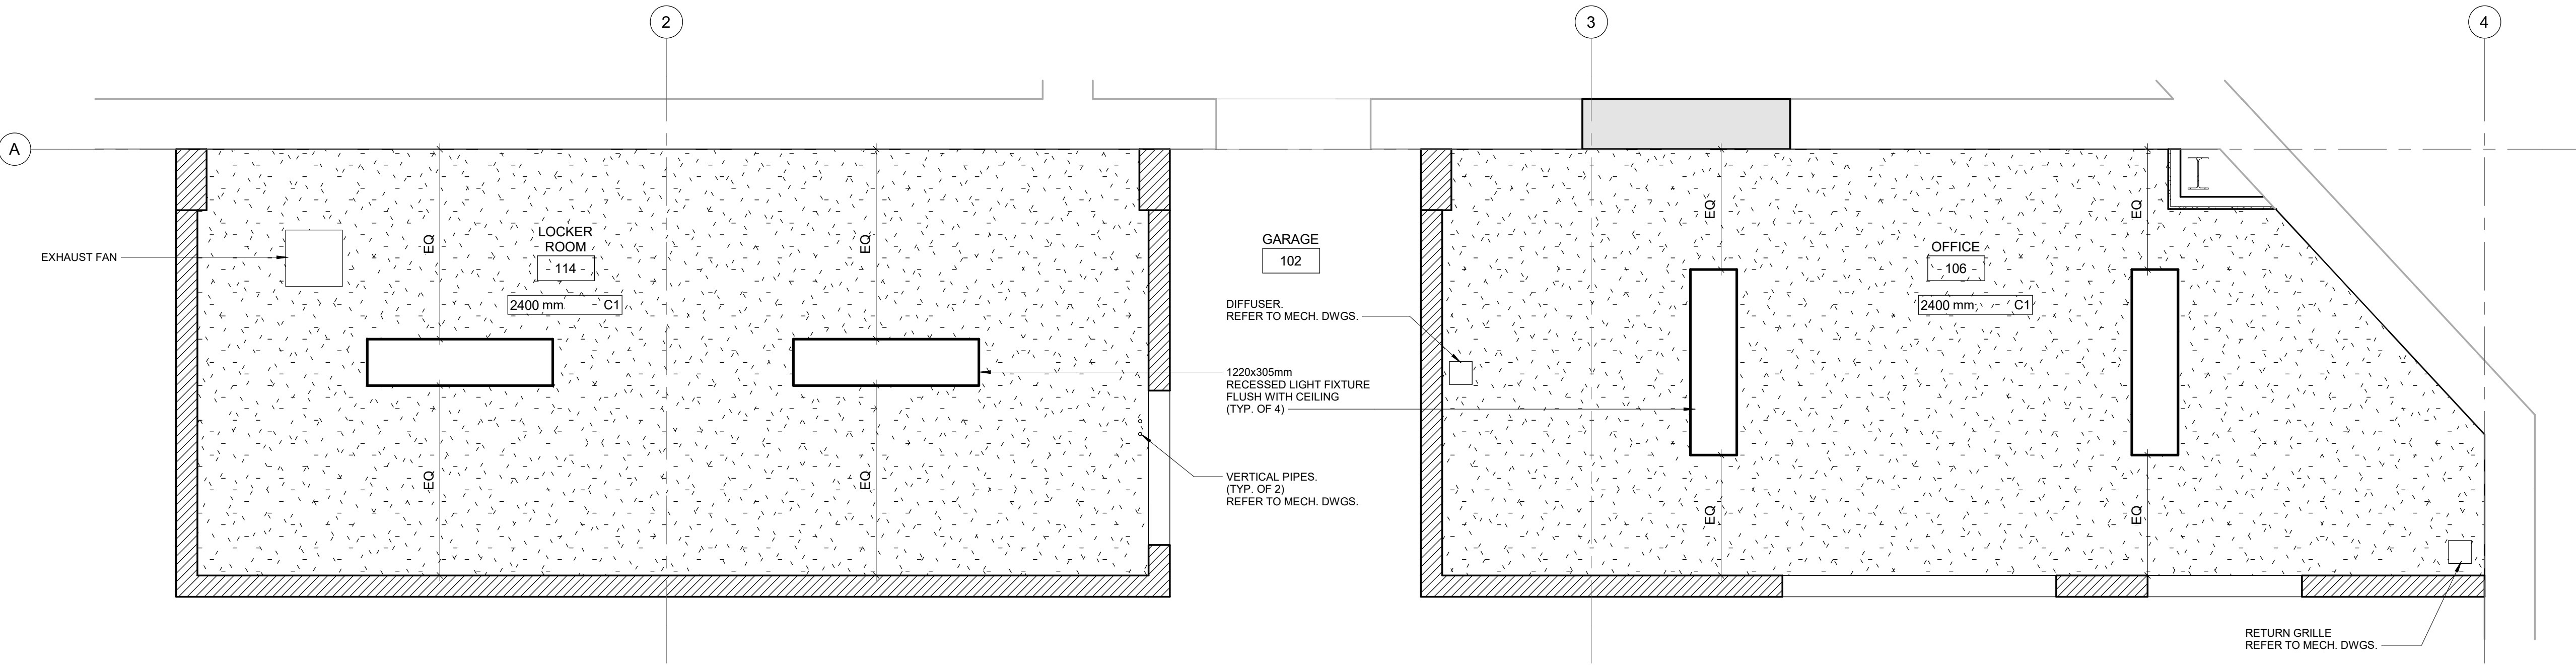 2
3
4
A
EXHAUST FAN
EQ
LOCKER
ROOM
114
2400 mm C1
EQ
EQ
EQ
GARAGE
102
DIFFUSER.
REFER TO MECH. DWGS.
1220x305mm
RECESSED LIGHT FIXTURE
FLUSH WITH CEILING
(TYP. OF 4)
VERTICAL PIPES.
(TYP. OF 2)
REFER TO MECH. DWGS.
EQ
EQ
OFFICE
106
2400 mm C1
EQ
EQ
RETURN GRILLE
REFER TO MECH. DWGS.